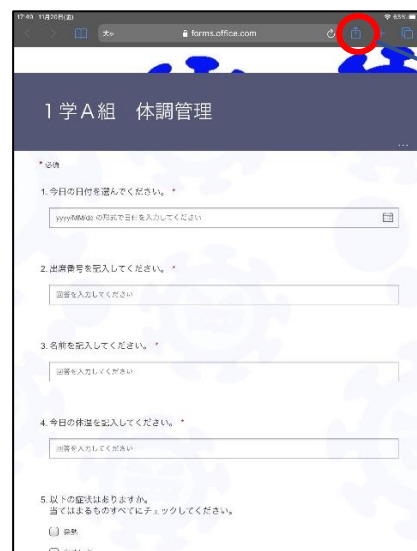 17:49 11月20日(金)
大小
forms.office.com
63%
1学A組 体調管理
...
* 必須
1. 今日の日付を選んでください。 *
yyyy/MM/dd の形式で日付を入力してください
2. 出席番号を記入してください。 *
回答を入力してください
3. 名前を記入してください。 *
回答を入力してください
4. 今日の体温を記入してください。 *
回答を入力してください
5. 以下の症状はありますか。
当てはまるものすべてにチェックしてください。
発熱